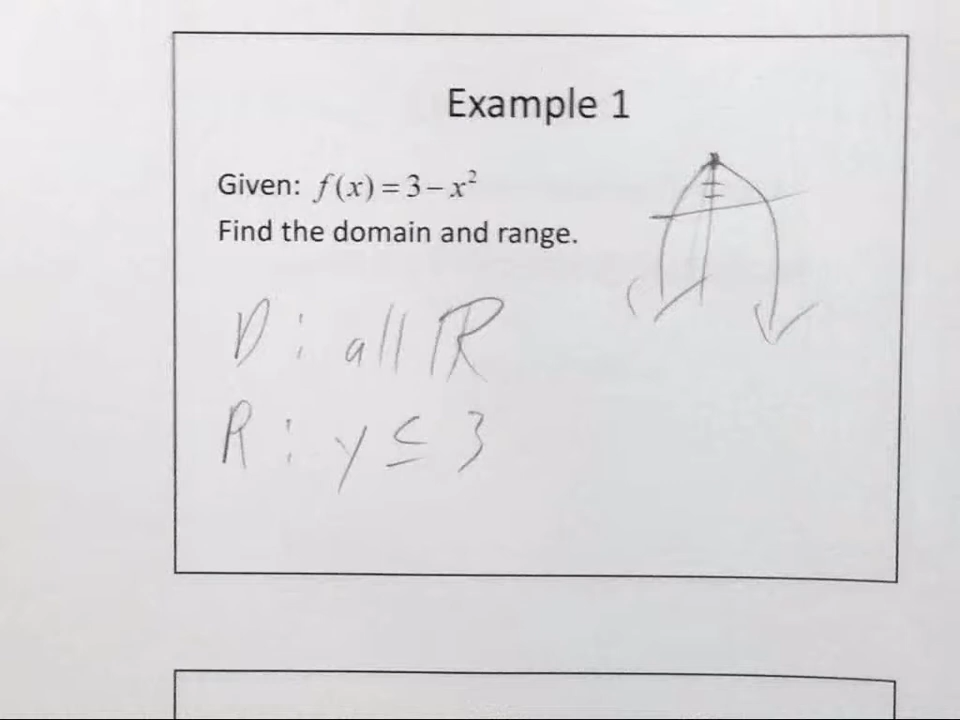 Example 1
Given: f(x) = 3 − x²
Find the domain and range.
D : all ℝ
R : y ≤ 3